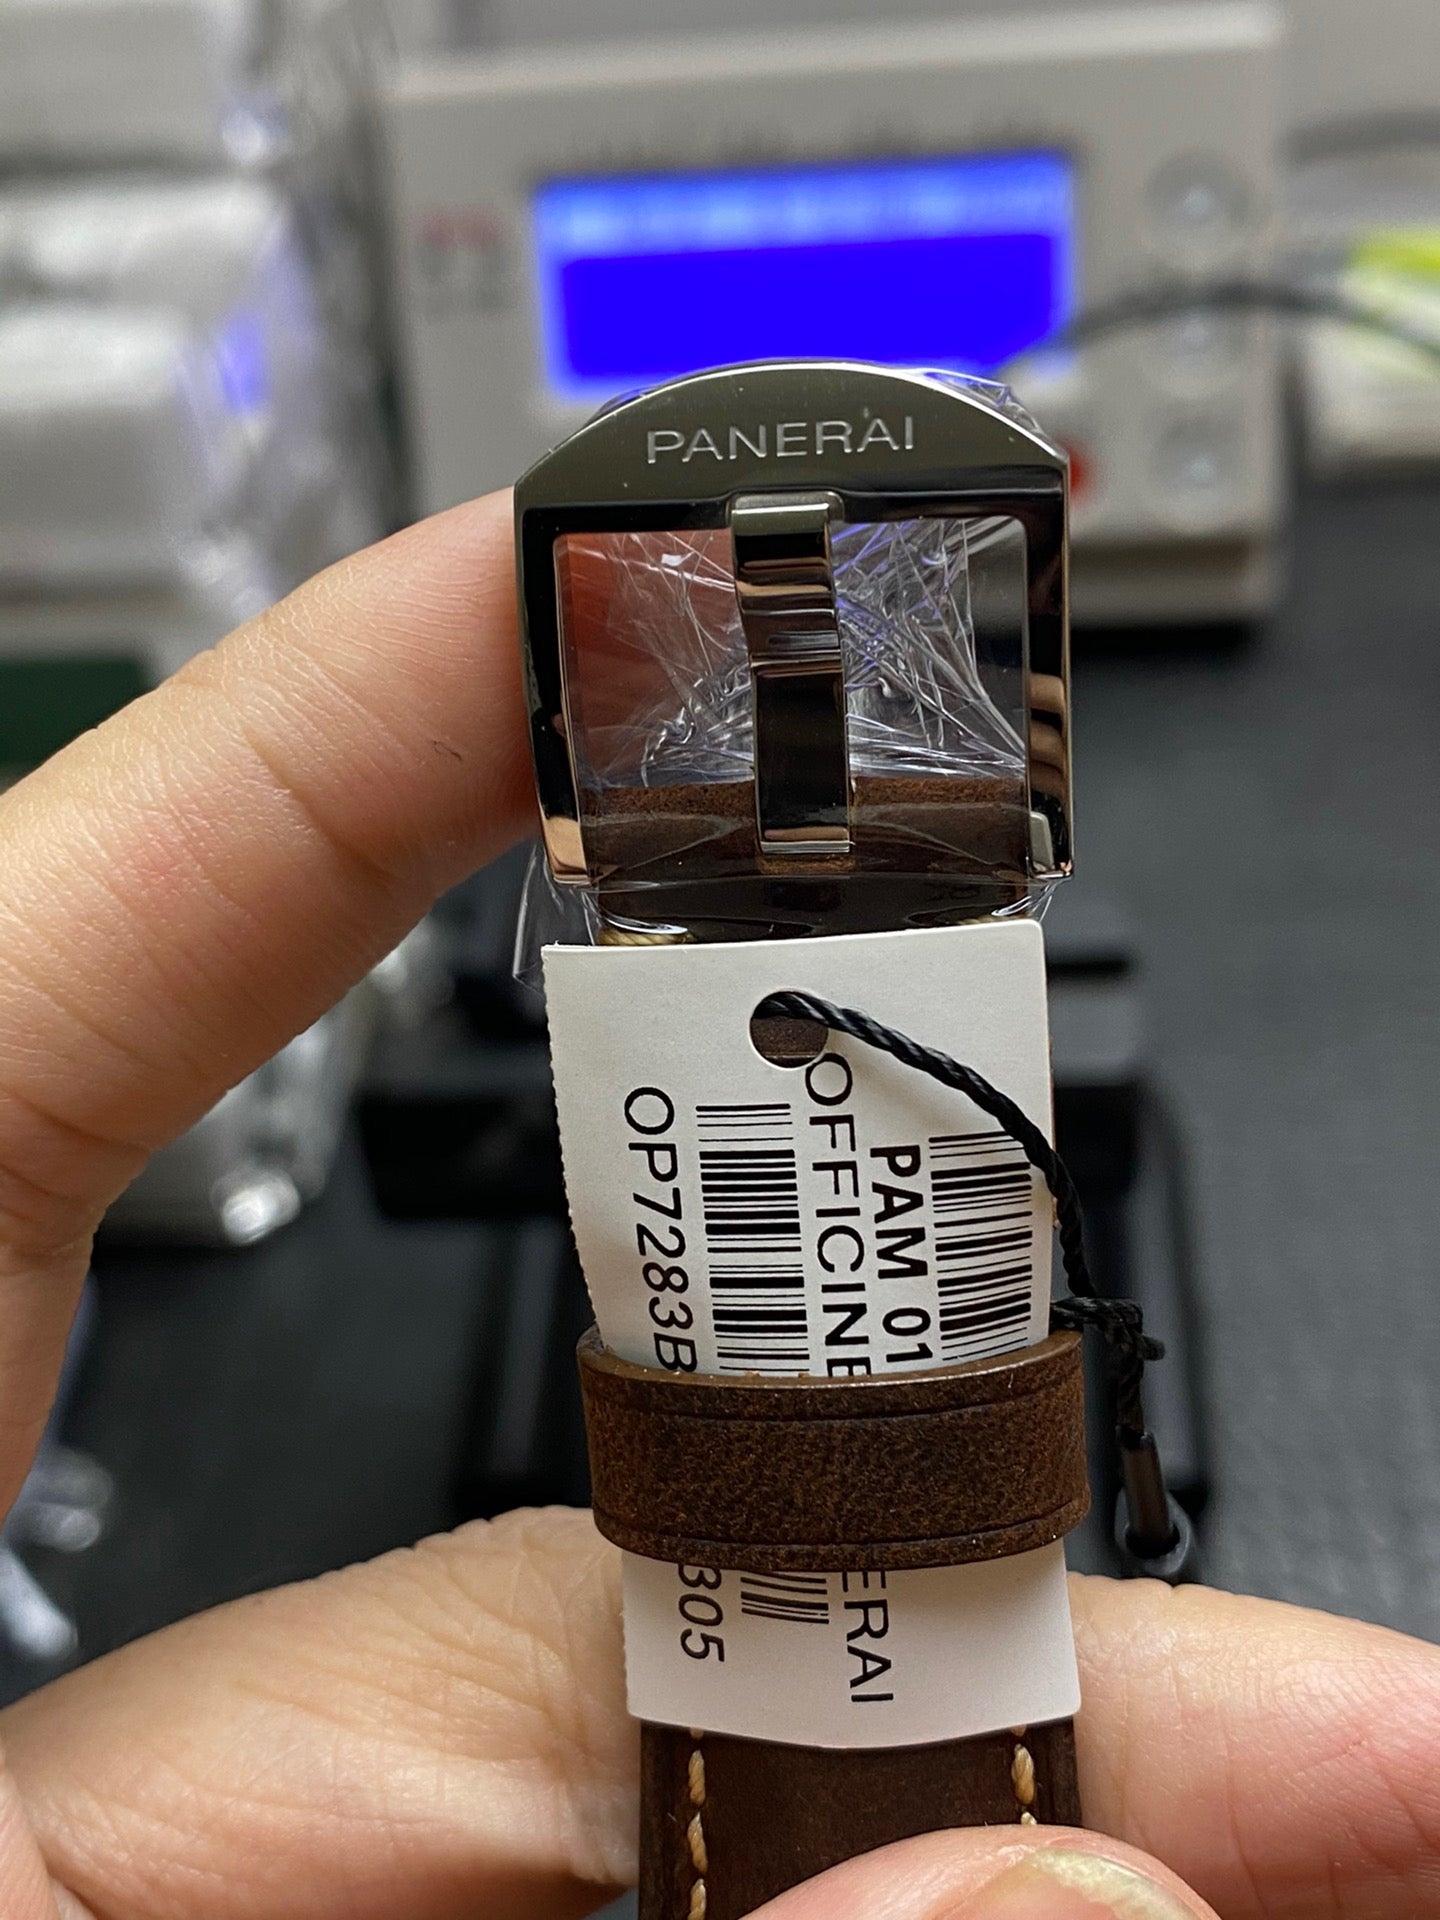 PANERAI
PAM 01
OFFICINE
ERAI
OP7283B
305